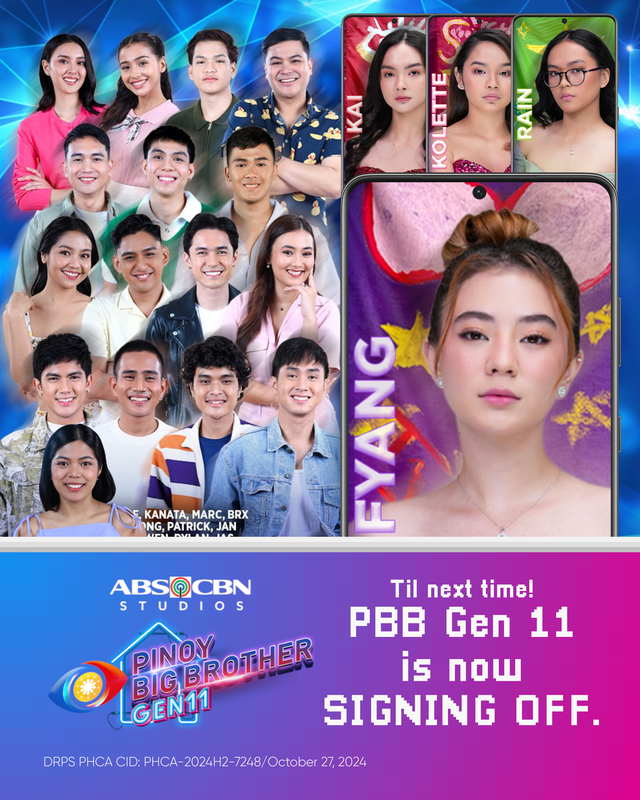 KAI
KOLETTE
RAIN
FYANG
KANATA, MARC, BRX
PATRICK, JAN
ABS CBN
STUDIOS
PINOY
BIG BROTHER
GEN11
Til next time!
PBB Gen 11
is now
SIGNING OFF.
DRPS PHCA CID: PHCA-2024H2-7248/October 27, 2024